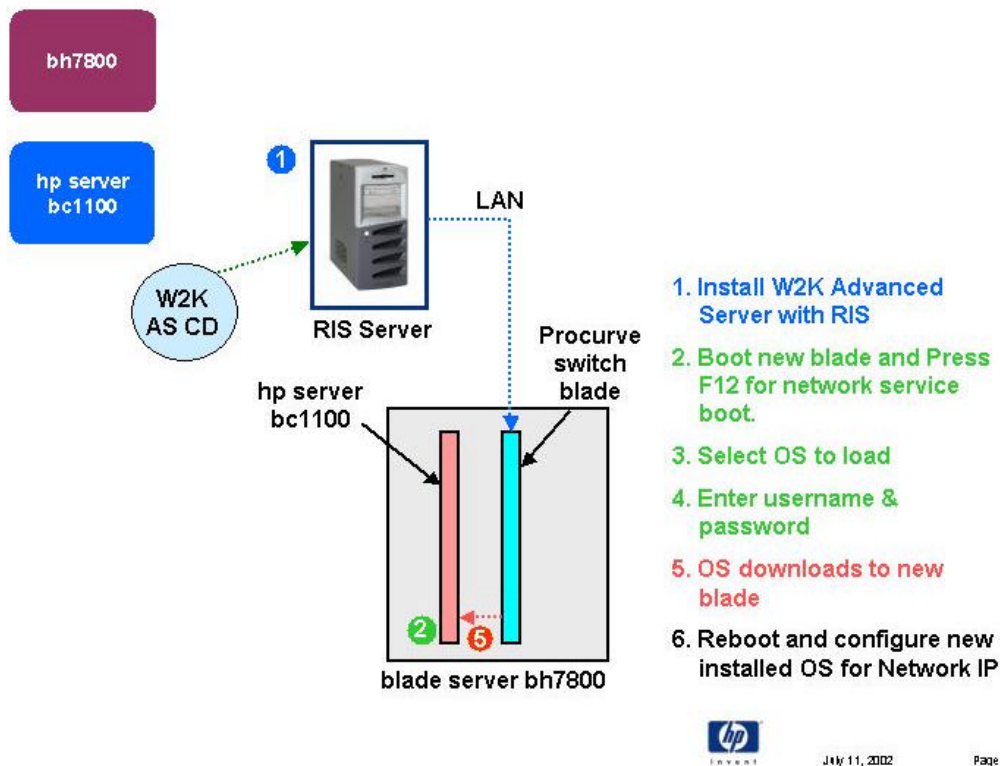 bh7800
hp server
bc1100
1
LAN
W2K
AS CD
RIS Server
Procurve
switch
blade
hp server
bc1100
2
5
blade server bh7800
1. Install W2K Advanced
Server with RIS
2. Boot new blade and Press
F12 for network service
boot.
3. Select OS to load
4. Enter username &
password
5. OS downloads to new
blade
6. Reboot and configure new
installed OS for Network IP
hp
invent
July 11, 2002
Page